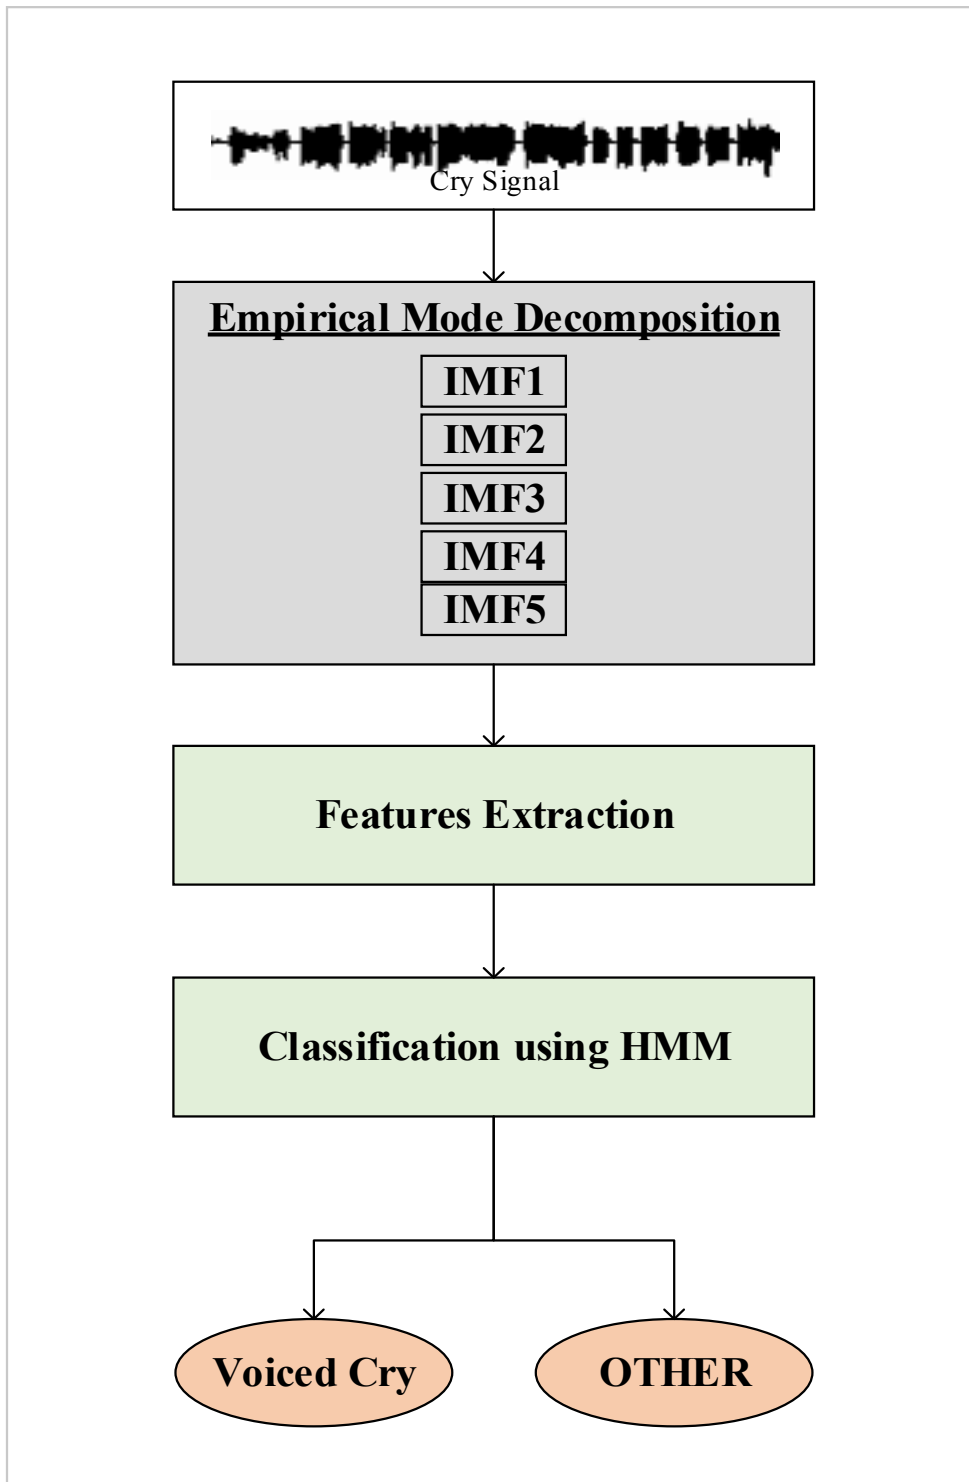 Cry Signal
Empirical Mode Decomposition
IMF1
IMF2
IMF3
IMF4
IMF5
Features Extraction
Classification using HMM
Voiced Cry
OTHER